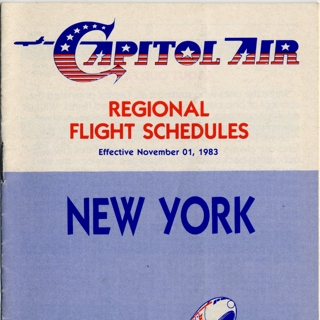 CAPITOL AIR
REGIONAL
FLIGHT SCHEDULES
Effective November 01, 1983
NEW YORK